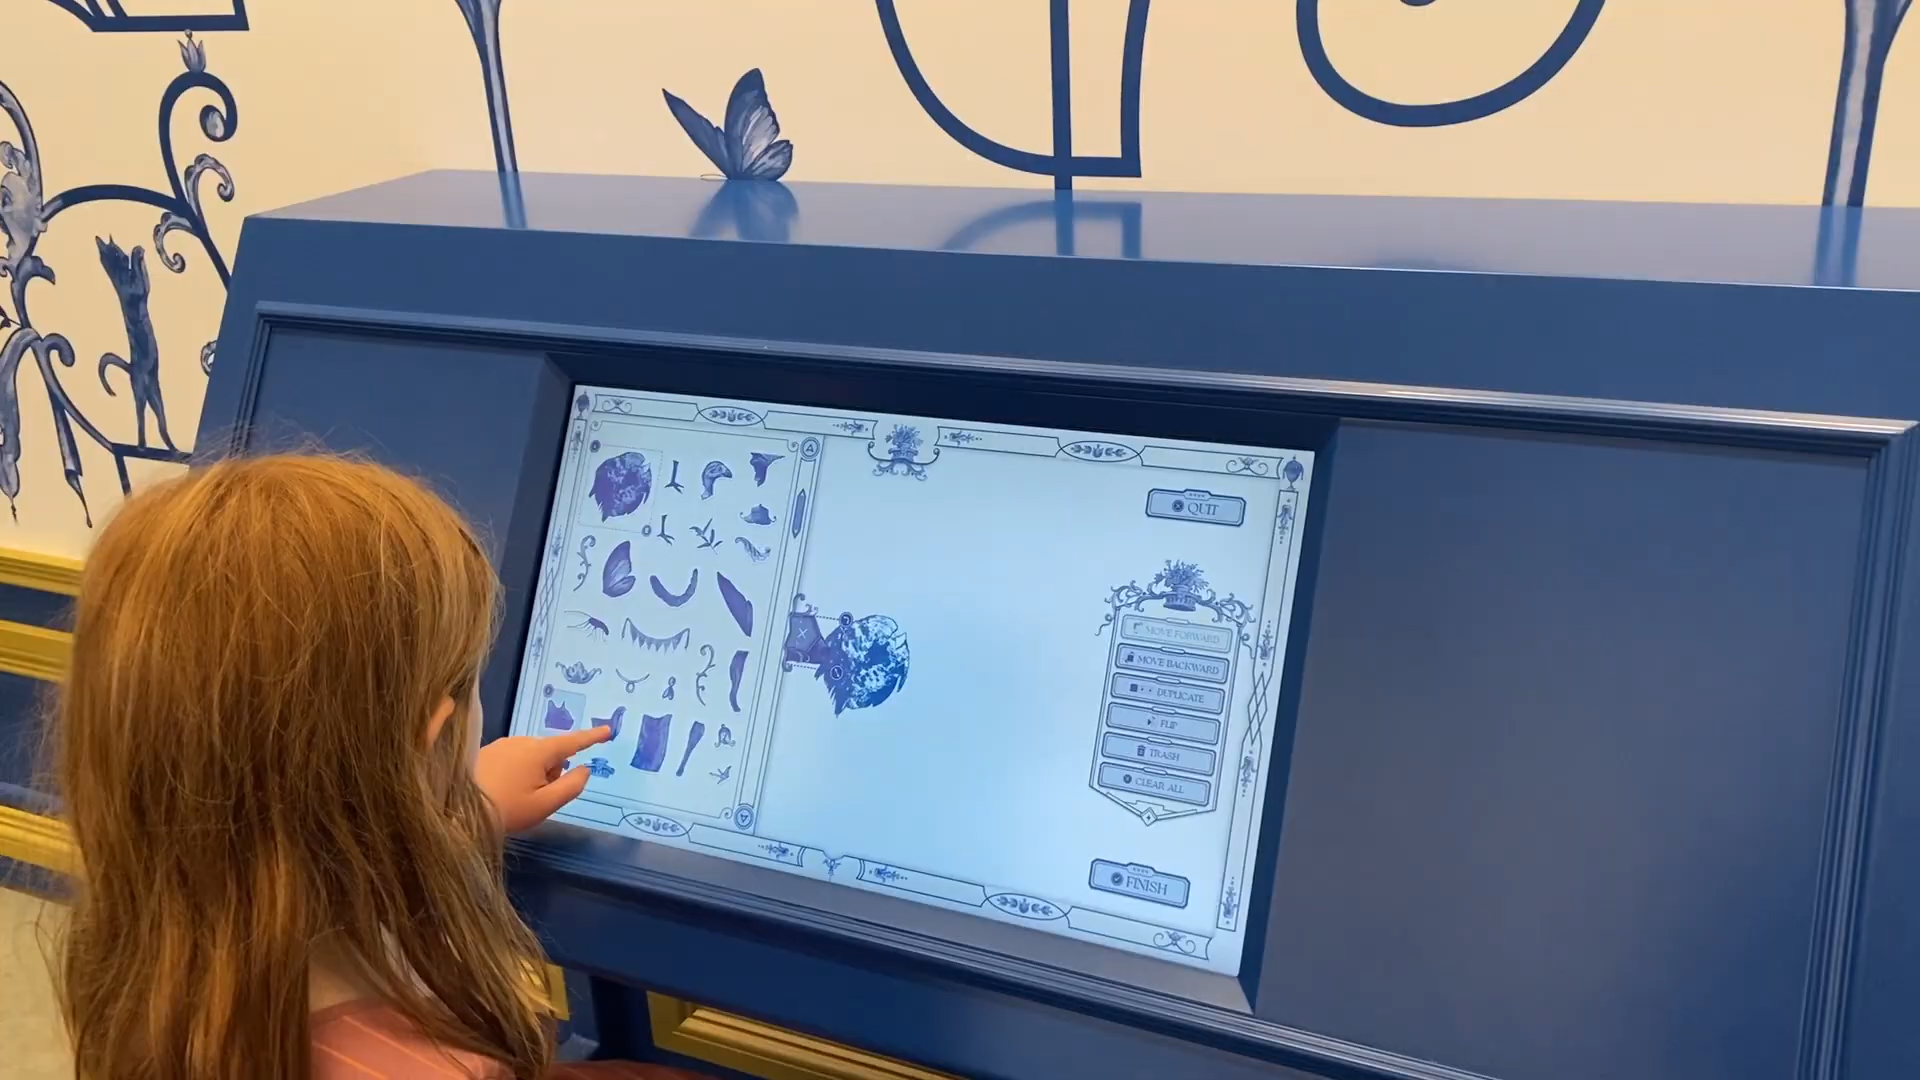 QUIT
MOVE FORWARD
MOVE BACKWARD
DUPLICATE
FLIP
TRASH
CLEAR ALL
FINISH